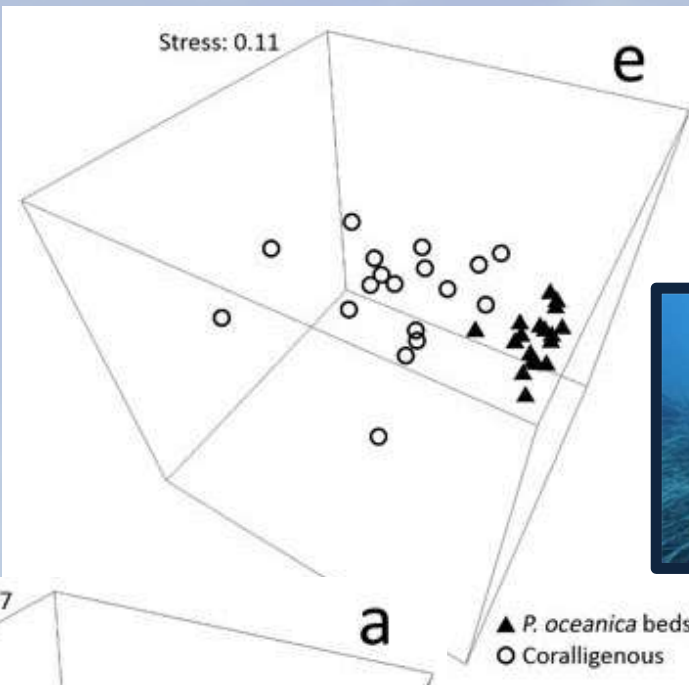 Stress: 0.11
e
7
a
P. oceanica beds
Coralligenous